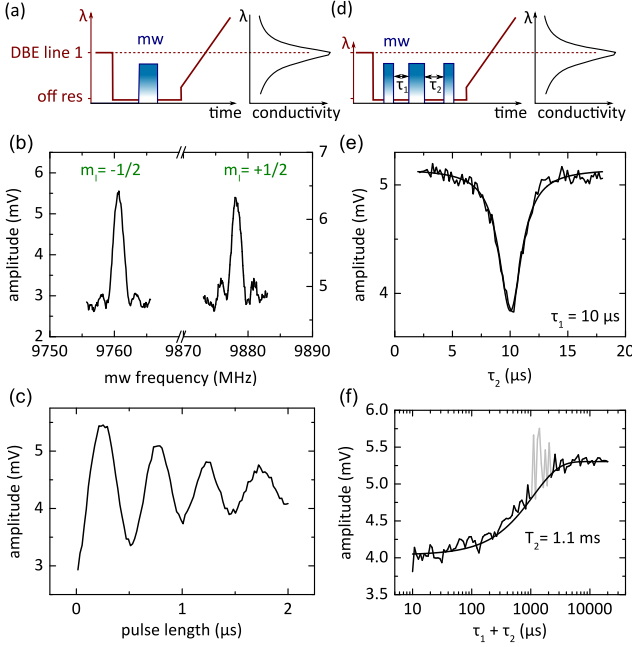 (a)
λ
DBE line 1
mw
off res
time
λ
conductivity
(d)
λ
mw
τ1
τ2
time
λ
conductivity
(b)
mI= -1/2
mI= +1/2
6
5
4
3
2
7
6
5
amplitude (mV)
9750
9760
9870
9880
9890
mw frequency (MHz)
(e)
5
4
amplitude (mV)
τ1 = 10 µs
0
5
10
15
20
τ2 (µs)
(c)
5
4
3
amplitude (mV)
0
1
2
pulse length (µs)
(f)
6.0
5.5
5.0
4.5
4.0
3.5
amplitude (mV)
T2= 1.1 ms
10
100
1000
10000
τ1 + τ2 (µs)